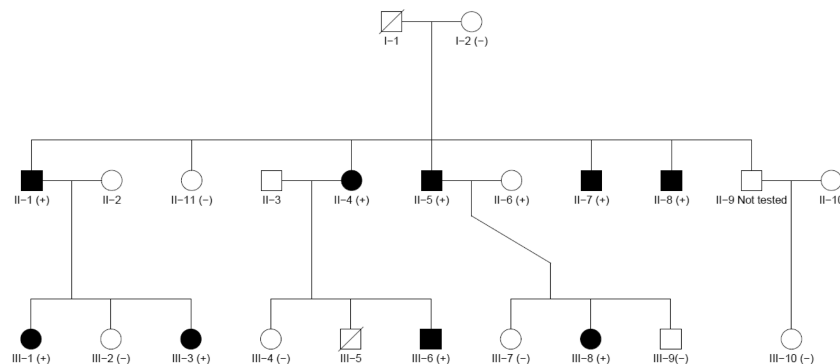 I−1
I−2 (−)
II−1 (+)
II−2
II−11 (−)
II−3
II−4 (+)
II−5 (+)
II−6 (+)
II−7 (+)
II−8 (+)
II−9 Not tested
II−10
III−1 (+)
III−2 (−)
III−3 (+)
III−4 (−)
III−5
III−6 (+)
III−7 (−)
III−8 (+)
III−9(−)
III−10 (−)